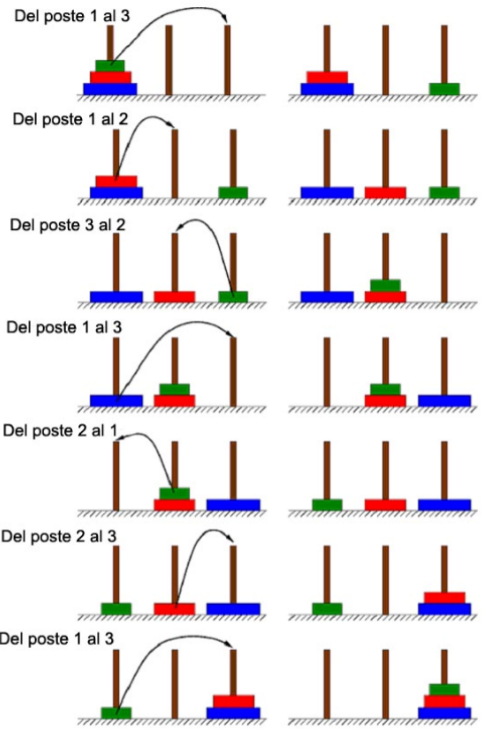 Del poste 1 al 3
Del poste 1 al 2
Del poste 3 al 2
Del poste 1 al 3
Del poste 2 al 1
Del poste 2 al 3
Del poste 1 al 3